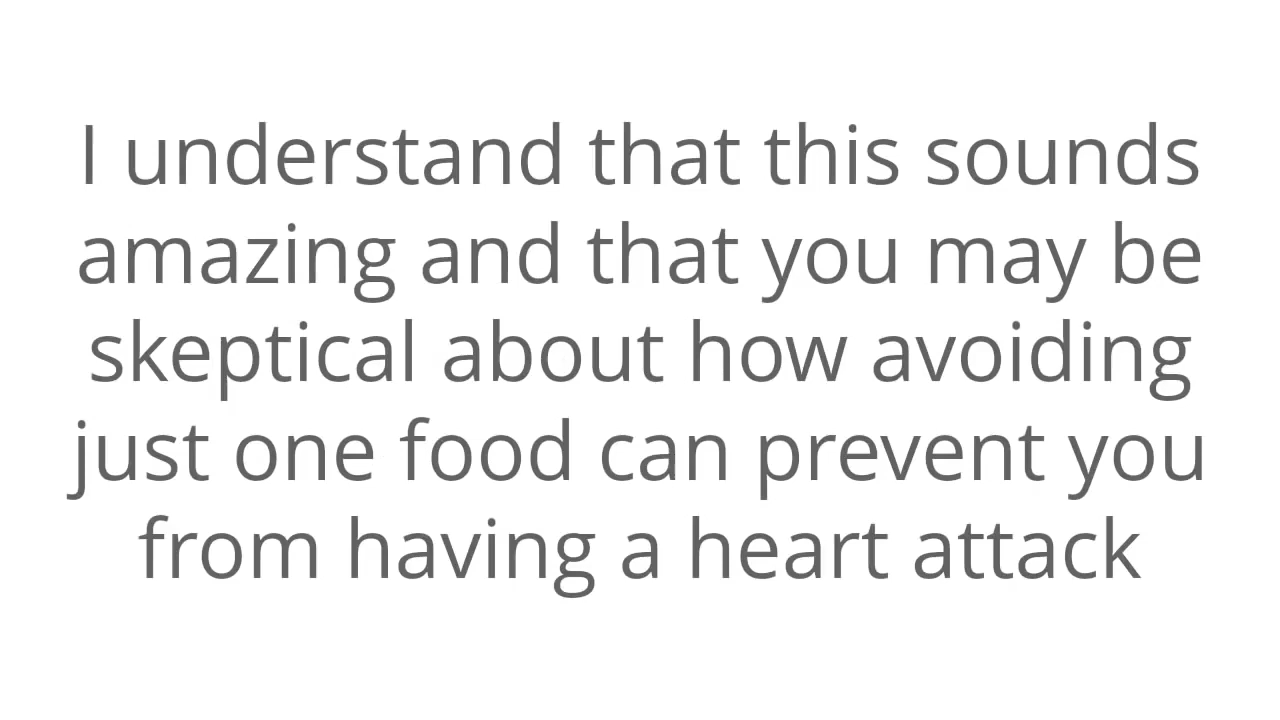 I understand that this sounds
amazing and that you may be
skeptical about how avoiding
just one food can prevent you
from having a heart attack